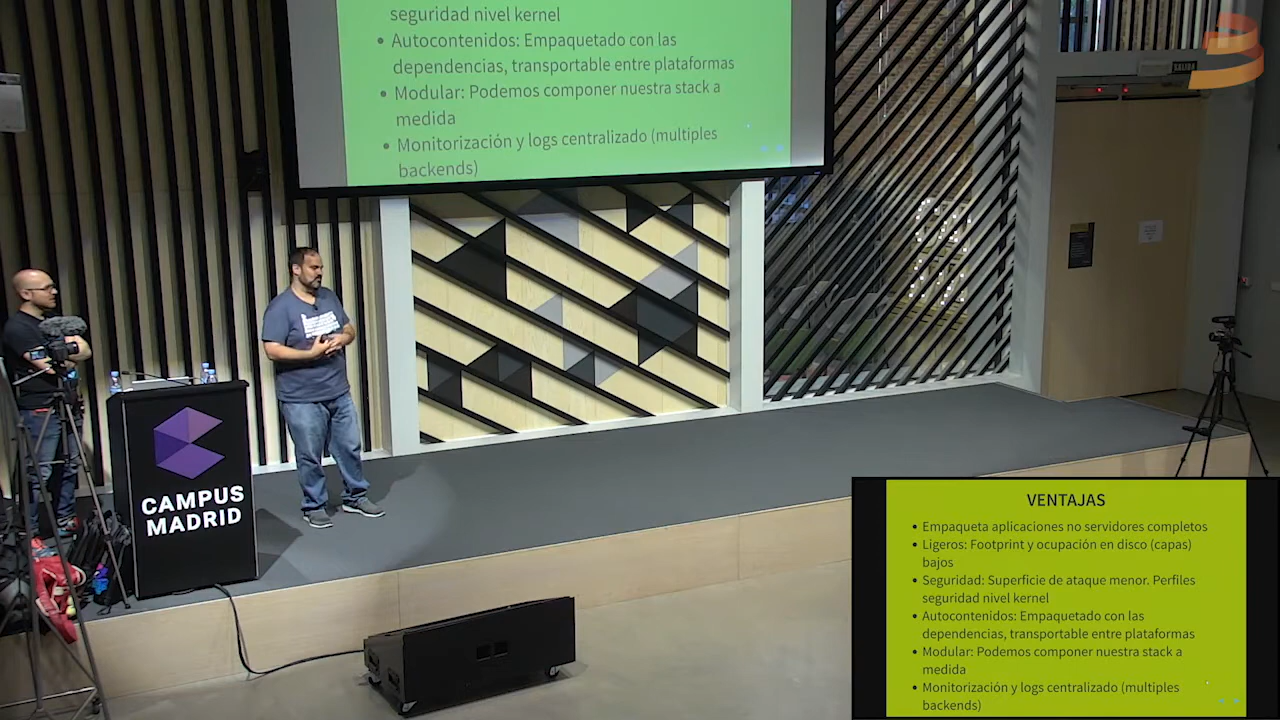 seguridad nivel kernel
• Autocontenidos: Empaquetado con las
dependencias, transportable entre plataformas
• Modular: Podemos componer nuestra stack a
medida
• Monitorización y logs centralizado (multiples
backends)
SALIDA
CAMPUS
MADRID
VENTAJAS
• Empaqueta aplicaciones no servidores completos
• Ligeros: Footprint y ocupación en disco (capas)
bajos
• Seguridad: Superficie de ataque menor. Perfiles
seguridad nivel kernel
• Autocontenidos: Empaquetado con las
dependencias, transportable entre plataformas
• Modular: Podemos componer nuestra stack a
medida
• Monitorización y logs centralizado (multiples
backends)